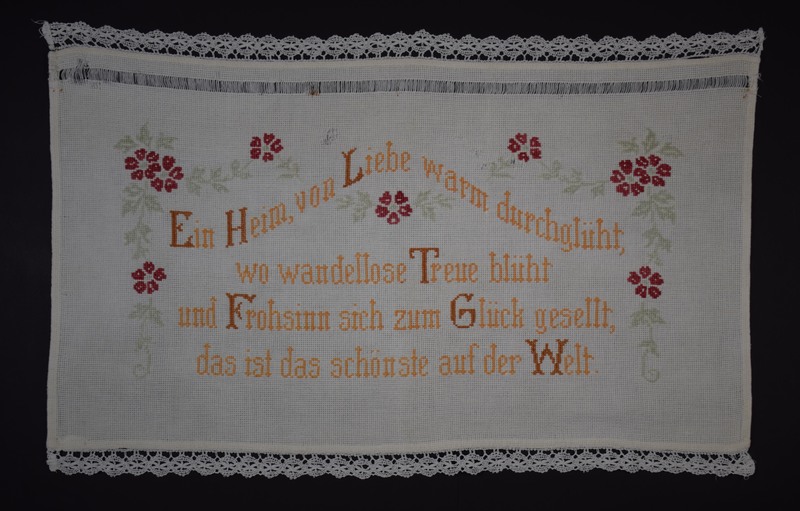 Ein Heim, von Liebe warm durchglüht,
wo wandellose Treue blüht
und Frohsinn sich zum Glück gesellt,
das ist das schönste auf der Welt.